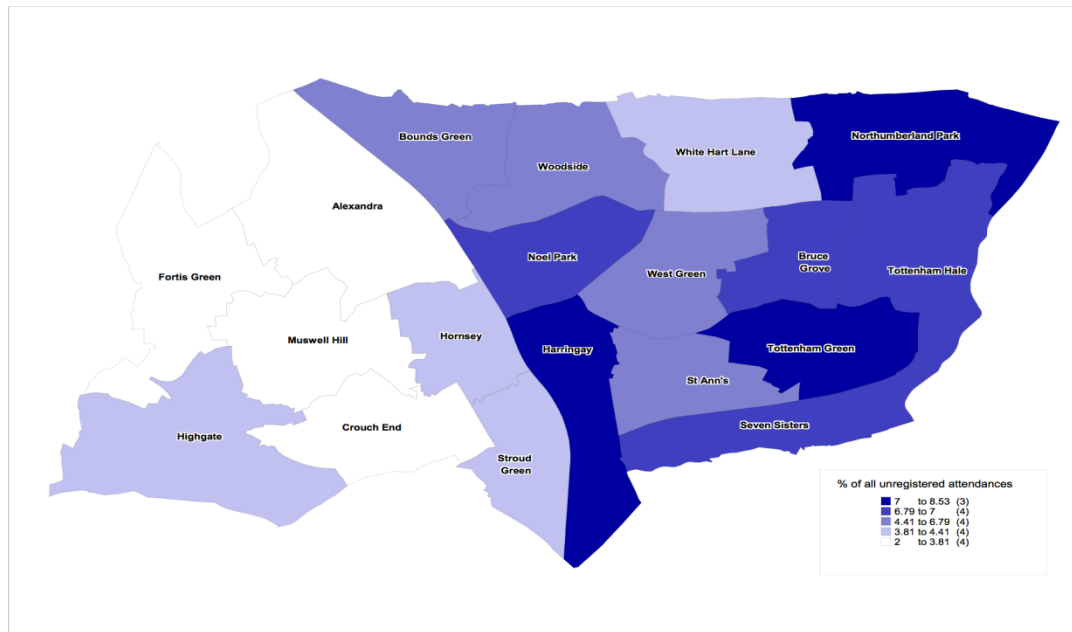 Bounds Green
Woodside
White Hart Lane
Northumberland Park
Alexandra
Noel Park
West Green
Bruce
Grove
Tottenham Hale
Fortis Green
Muswell Hill
Hornsey
Harringay
Tottenham Green
St Ann's
Highgate
Crouch End
Seven Sisters
Stroud
Green
% of all unregistered attendances
7 to 8.53 (3)
6.79 to 7 (4)
4.41 to 6.79 (4)
3.81 to 4.41 (4)
2 to 3.81 (4)